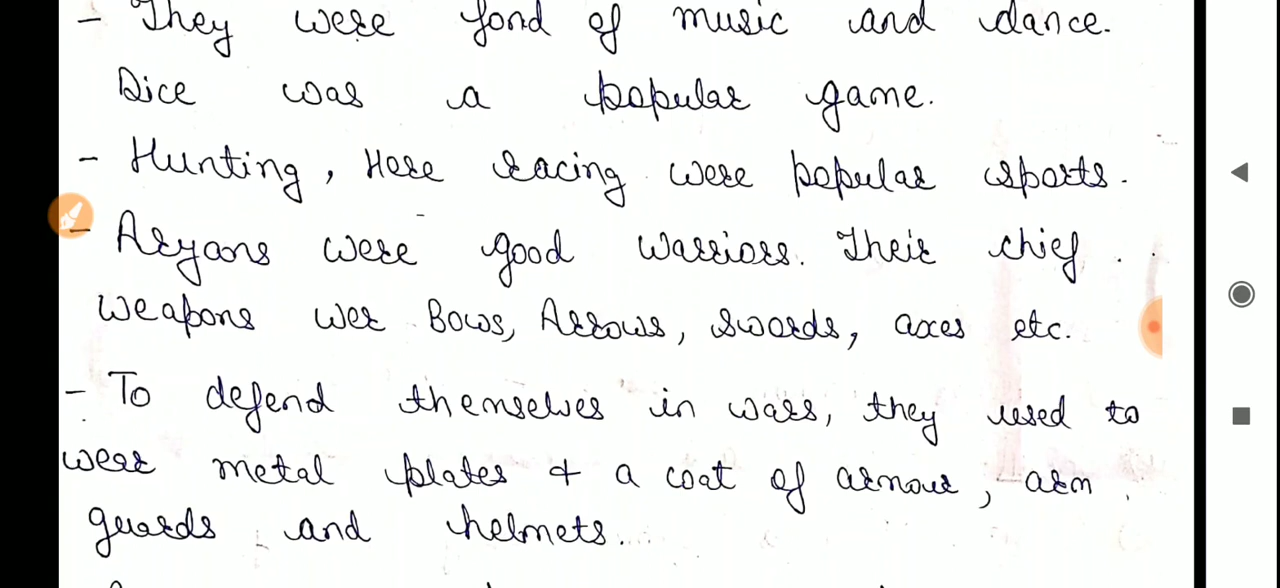 - They were fond of music and dance.
Dice was a popular game.
- Hunting, Hose racing were popular sports.
- Aryans were good warriors. Their chief
weapons wer Bows, Arrows, swords, axes etc.
- To defend themselves in wars, they used to
wear metal plates + a coat of armour, arm
guards and helmets.